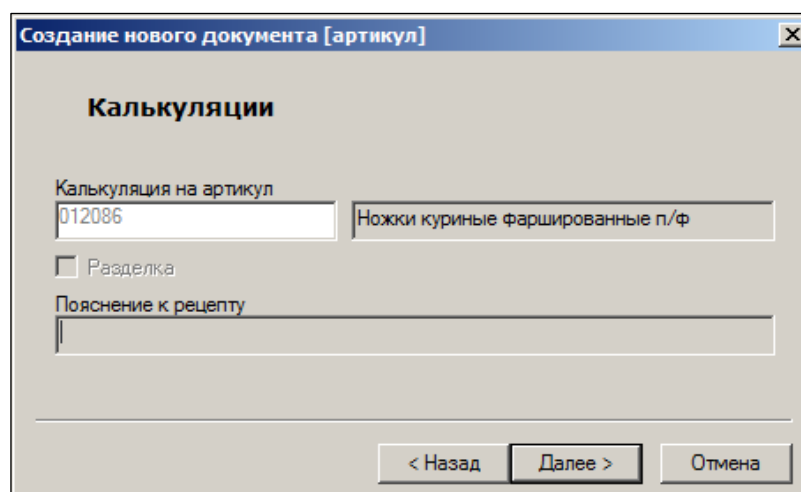 Создание нового документа [артикул]
Калькуляции
Калькуляция на артикул
012086 Ножки куриные фаршированные п/ф
Разделка
Пояснение к рецепту
< Назад Далее > Отмена